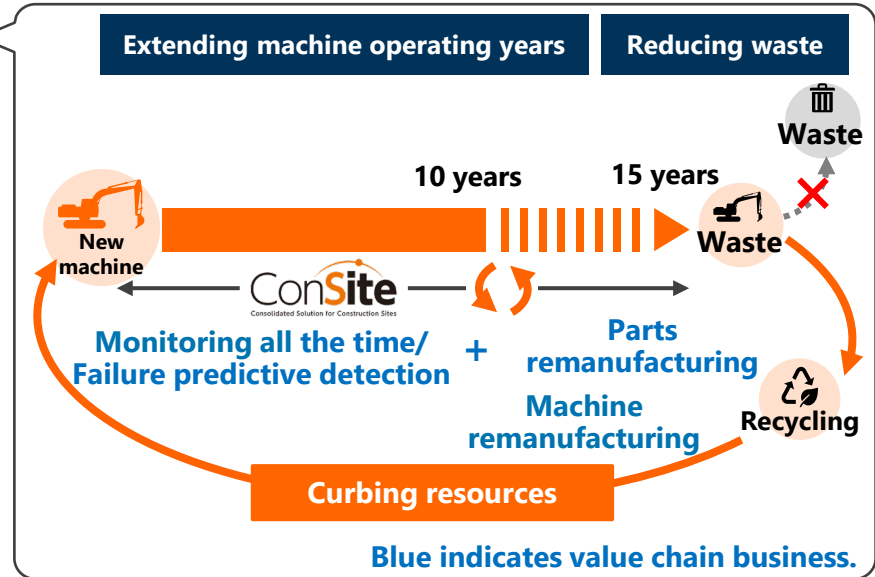 Extending machine operating years
Reducing waste
Waste
10 years
15 years
New
machine
Waste
ConSite
Consolidated Solution for Construction Sites
Monitoring all the time/
Failure predictive detection
+
Parts
remanufacturing
Machine
remanufacturing
Recycling
Curbing resources
Blue indicates value chain business.